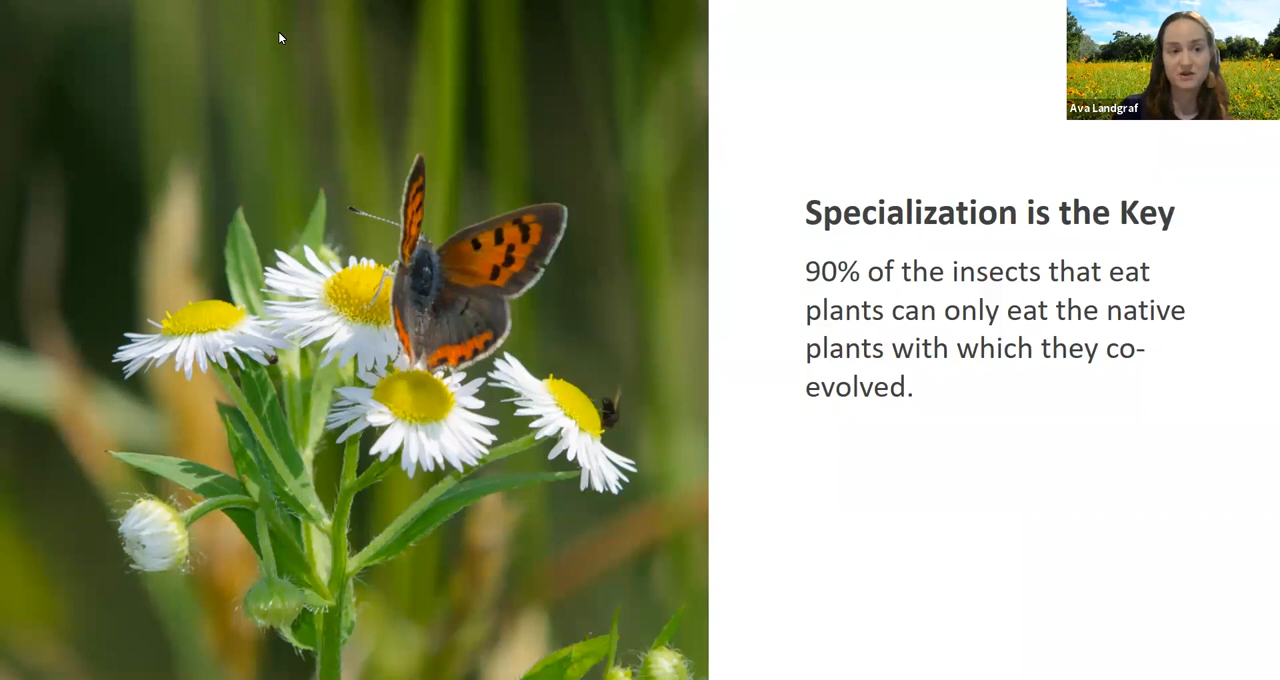 Ava Landgraf
Specialization is the Key
90% of the insects that eat
plants can only eat the native
plants with which they co-
evolved.